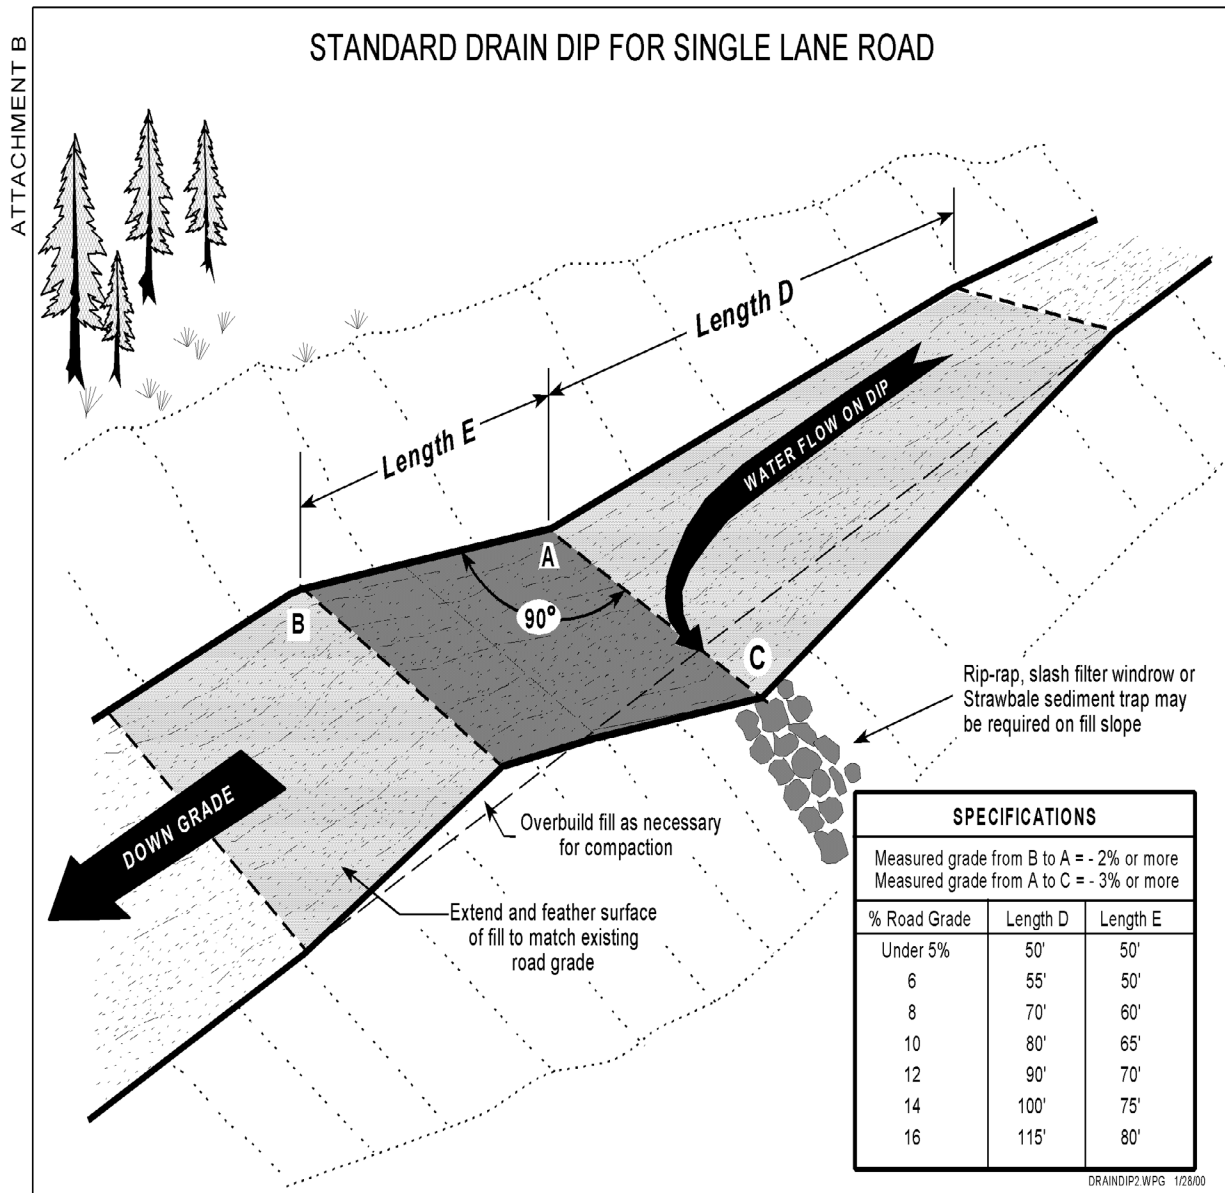 ATTACHMENT B
STANDARD DRAIN DIP FOR SINGLE LANE ROAD
Length D
Length E
WATER FLOW ON DIP
A
90°
B
C
Rip-rap, slash filter windrow or
Strawbale sediment trap may
be required on fill slope
DOWN GRADE
Overbuild fill as necessary
for compaction
Extend and feather surface
of fill to match existing
road grade
SPECIFICATIONS
Measured grade from B to A = - 2% or more
Measured grade from A to C = - 3% or more
% Road Grade Length D Length E
Under 5% 50' 50'
6 55' 50'
8 70' 60'
10 80' 65'
12 90' 70'
14 100' 75'
16 115' 80'
DRAINDIP2.WPG 1/28/00